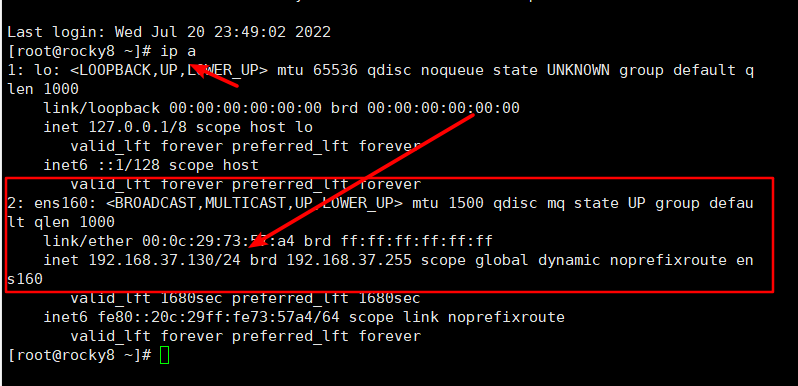 Last login: Wed Jul 20 23:49:02 2022
[root@rocky8 ~]# ip a
1: lo: <LOOPBACK,UP,LOWER_UP> mtu 65536 qdisc noqueue state UNKNOWN group default q
len 1000
    link/loopback 00:00:00:00:00:00 brd 00:00:00:00:00:00
    inet 127.0.0.1/8 scope host lo
       valid_lft forever preferred_lft forever
    inet6 ::1/128 scope host
       valid_lft forever preferred_lft forever
2: ens160: <BROADCAST,MULTICAST,UP,LOWER_UP> mtu 1500 qdisc mq state UP group defau
lt qlen 1000
    link/ether 00:0c:29:73:57:a4 brd ff:ff:ff:ff:ff:ff
    inet 192.168.37.130/24 brd 192.168.37.255 scope global dynamic noprefixroute en
s160
       valid_lft 1680sec preferred_lft 1680sec
    inet6 fe80::20c:29ff:fe73:57a4/64 scope link noprefixroute
       valid_lft forever preferred_lft forever
[root@rocky8 ~]#